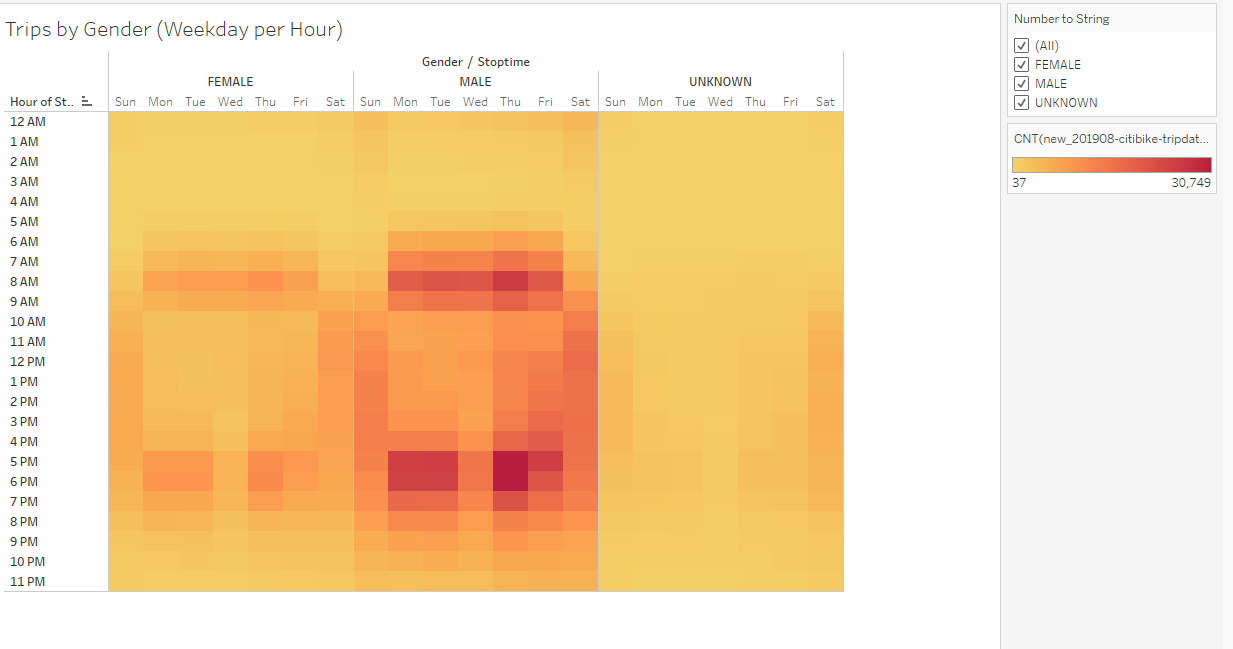 Trips by Gender (Weekday per Hour)
Gender / Stoptime
FEMALE MALE UNKNOWN
Hour of St.. Sun Mon Tue Wed Thu Fri Sat Sun Mon Tue Wed Thu Fri Sat Sun Mon Tue Wed Thu Fri Sat
12 AM
1 AM
2 AM
3 AM
4 AM
5 AM
6 AM
7 AM
8 AM
9 AM
10 AM
11 AM
12 PM
1 PM
2 PM
3 PM
4 PM
5 PM
6 PM
7 PM
8 PM
9 PM
10 PM
11 PM
Number to String
(All)
FEMALE
MALE
UNKNOWN
CNT(new_201908-citibike-tripdat...
37 30,749